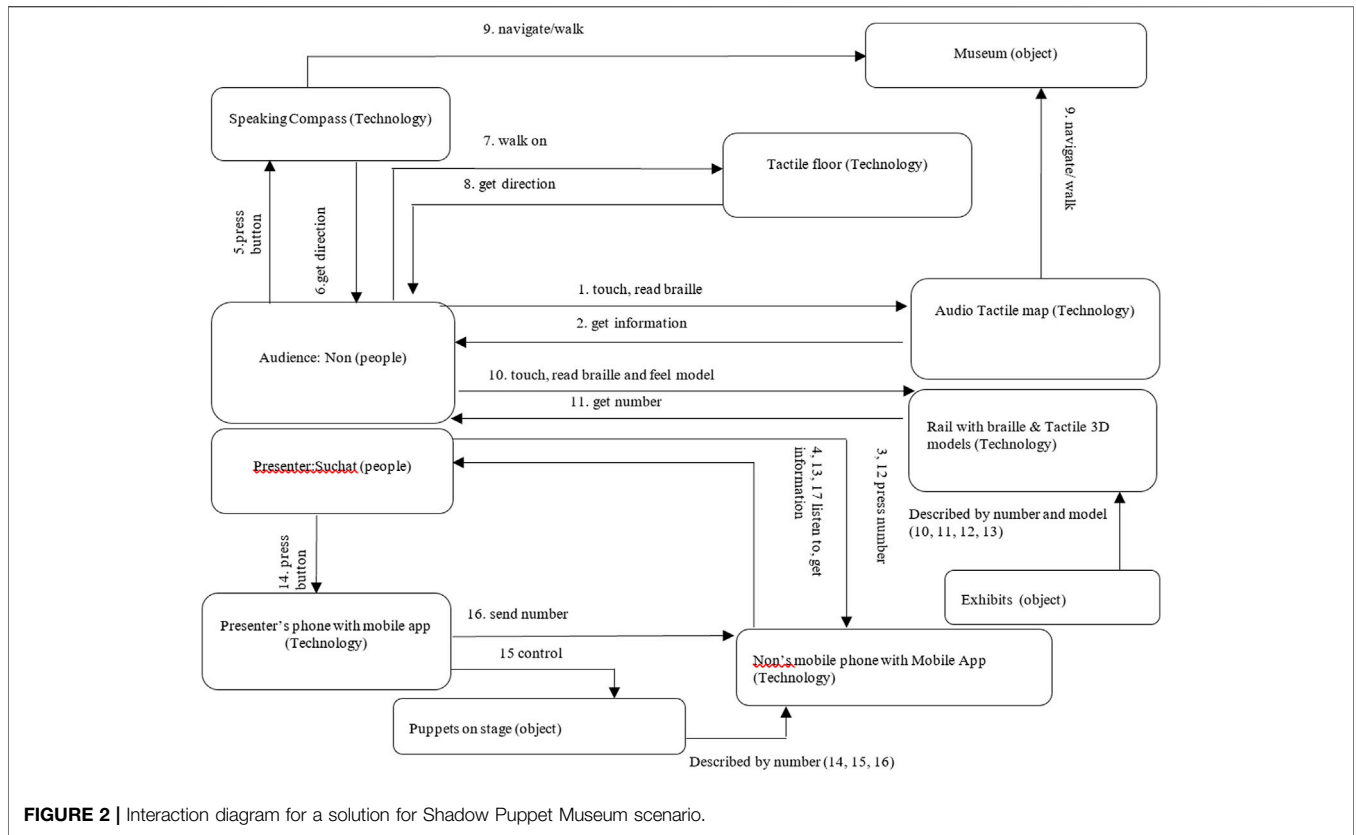 9. navigate/walk
Museum (object)
Speaking Compass (Technology)
7. walk on
Tactile floor (Technology)
8. get direction
9. navigate/ walk
5.press
button
6.get direction
1. touch, read braille
Audio Tactile map (Technology)
2. get information
Audience: Non (people)
10. touch, read braille and feel model
11. get number
Rail with braille & Tactile 3D
models (Technology)
Presenter:Suchat (people)
4, 13, 17 listen to, get
information
3, 12 press number
Described by number and model
(10, 11, 12, 13)
14. press
button
Exhibits (object)
Presenter's phone with mobile app
(Technology)
16. send number
15 control
Non's mobile phone with Mobile App
(Technology)
Puppets on stage (object)
Described by number (14, 15, 16)
FIGURE 2 | Interaction diagram for a solution for Shadow Puppet Museum scenario.